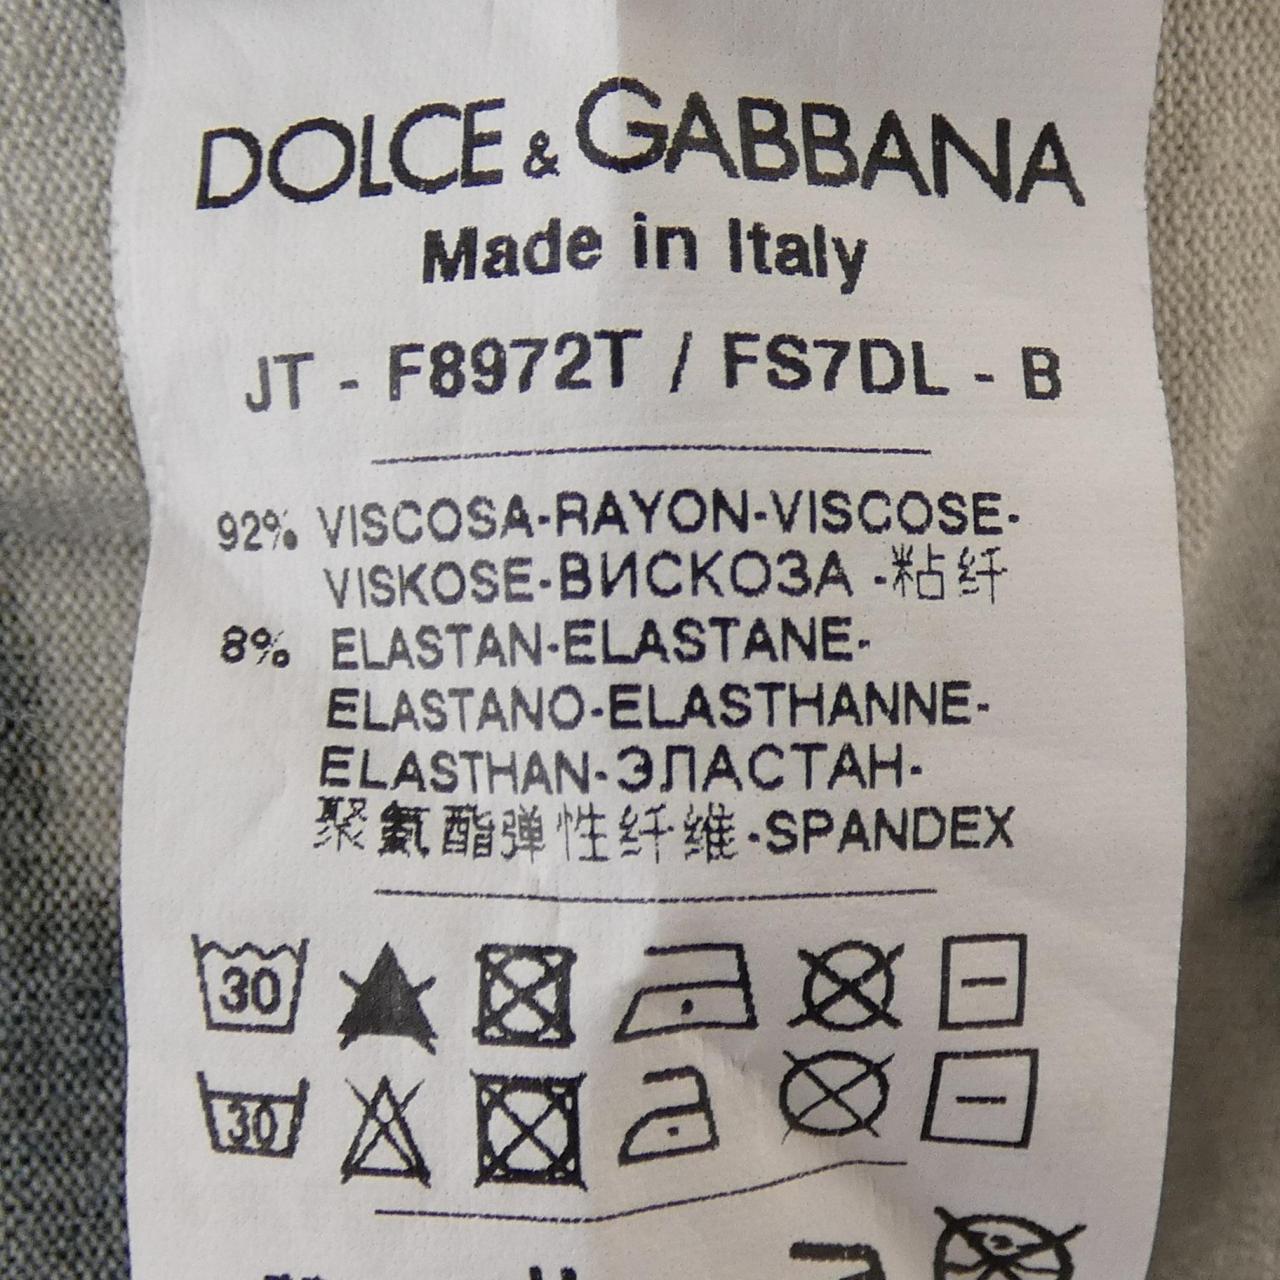 DOLCE & GABBANA
Made in Italy
JT - F8972T / FS7DL - B
92% VISCOSA-RAYON-VISCOSE-
VISKOSE-ВИСКОЗА -粘纤
8% ELASTAN-ELASTANE-
ELASTANO-ELASTHANNE-
ELASTHAN-ЭЛАСТАН-
聚氨酯弹性纤维-SPANDEX
30
30